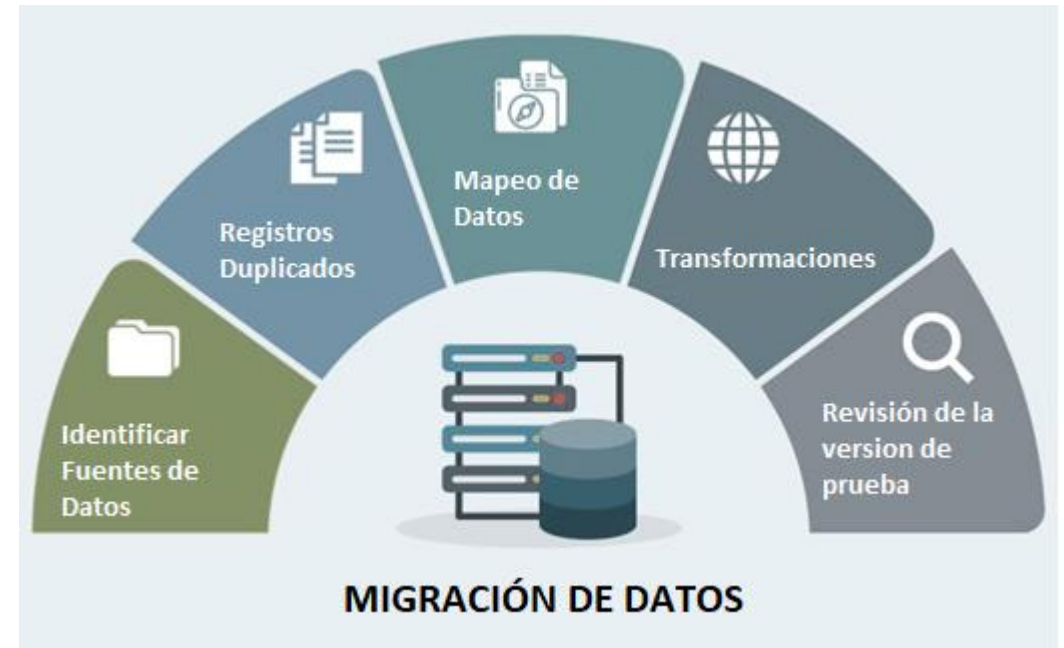 Identificar
Fuentes de
Datos
Registros
Duplicados
Mapeo de
Datos
Transformaciones
Revisión de la
version de
prueba
MIGRACIÓN DE DATOS